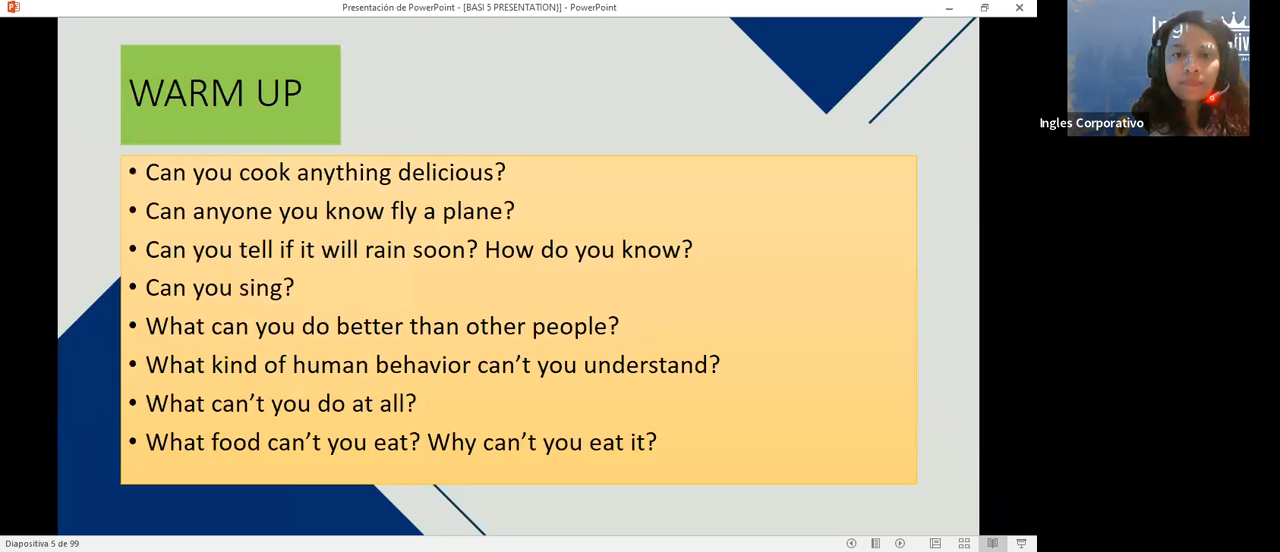 Presentación de PowerPoint - [BASI 5 PRESENTATION)] - PowerPoint
WARM UP
• Can you cook anything delicious?
• Can anyone you know fly a plane?
• Can you tell if it will rain soon? How do you know?
• Can you sing?
• What can you do better than other people?
• What kind of human behavior can’t you understand?
• What can’t you do at all?
• What food can’t you eat? Why can’t you eat it?
Ingles Corporativo
Diapositiva 5 de 99